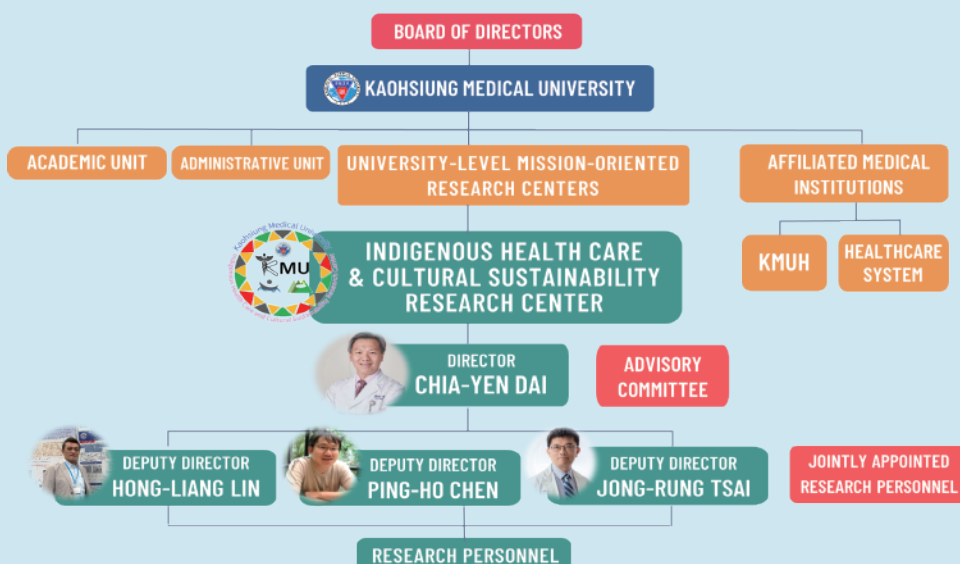 BOARD OF DIRECTORS
KAOHSIUNG MEDICAL UNIVERSITY
ACADEMIC UNIT
ADMINISTRATIVE UNIT
UNIVERSITY-LEVEL MISSION-ORIENTED
RESEARCH CENTERS
AFFILIATED MEDICAL
INSTITUTIONS
KMUH
HEALTHCARE
SYSTEM
Kaohsiung Medical University
KMU
INDIGENOUS HEALTH CARE
& CULTURAL SUSTAINABILITY
RESEARCH CENTER
DIRECTOR
CHIA-YEN DAI
ADVISORY
COMMITTEE
DEPUTY DIRECTOR
HONG-LIANG LIN
DEPUTY DIRECTOR
PING-HO CHEN
DEPUTY DIRECTOR
JONG-RUNG TSAI
JOINTLY APPOINTED
RESEARCH PERSONNEL
RESEARCH PERSONNEL